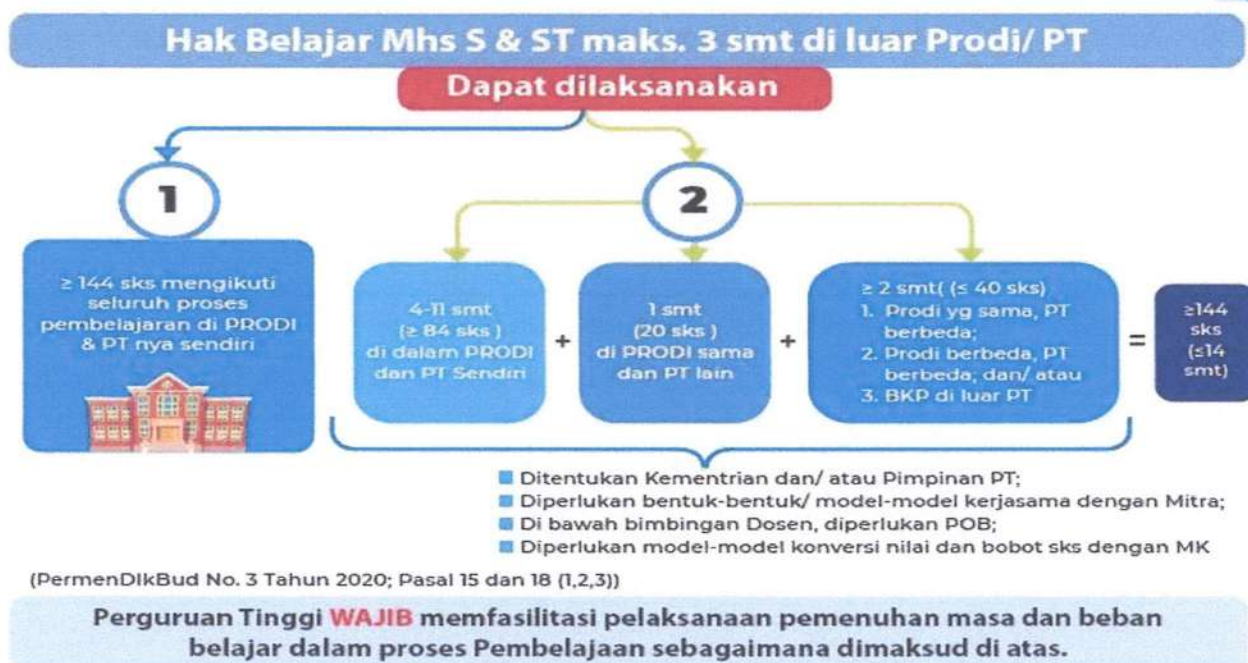 Hak Belajar Mhs S & ST maks. 3 smt di luar Prodi/ PT
Dapat dilaksanakan
1
2
≥ 144 sks mengikuti
seluruh proses
pembelajaran di PRODI
& PT nya sendiri
4-11 smt
(≥ 84 sks )
di dalam PRODI
dan PT Sendiri
+
1 smt
(20 sks )
di PRODI sama
dan PT lain
+
≥ 2 smt( (≤ 40 sks)
1. Prodi yg sama, PT
berbeda;
2. Prodi berbeda, PT
berbeda; dan/ atau
3. BKP di luar PT
=
≥144
sks
(≤14
smt)
Ditentukan Kementrian dan/ atau Pimpinan PT;
Diperlukan bentuk-bentuk/ model-model kerjasama dengan Mitra;
Di bawah bimbingan Dosen, diperlukan POB;
Diperlukan model-model konversi nilai dan bobot sks dengan MK
(PermenDikBud No. 3 Tahun 2020; Pasal 15 dan 18 (1,2,3))
Perguruan Tinggi WAJIB memfasilitasi pelaksanaan pemenuhan masa dan beban
belajar dalam proses Pembelajaan sebagaimana dimaksud di atas.